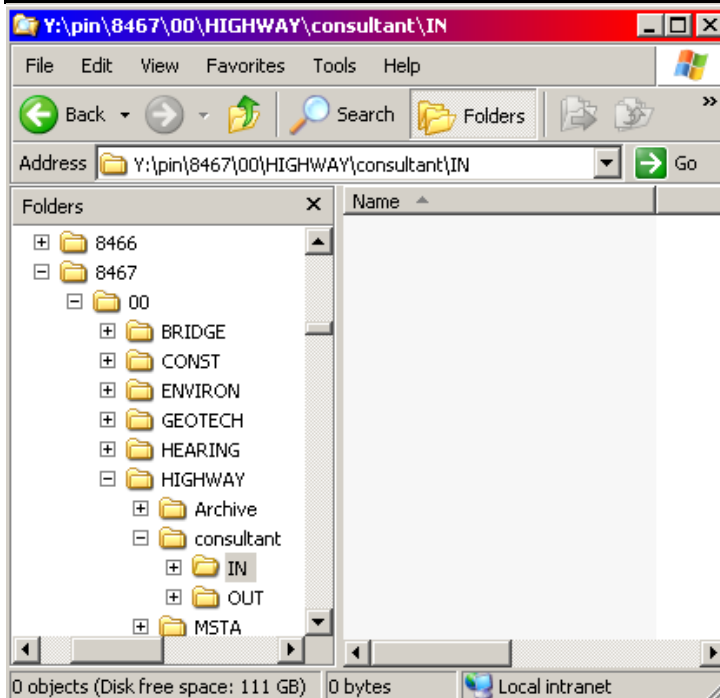 Y:\pin\8467\00\HIGHWAY\consultant\IN
File Edit View Favorites Tools Help
Back Search Folders »
Address Y:\pin\8467\00\HIGHWAY\consultant\IN Go
Folders x Name
8466
8467
00
BRIDGE
CONST
ENVIRON
GEOTECH
HEARING
HIGHWAY
Archive
consultant
IN
OUT
MSTA
0 objects (Disk free space: 111 GB) 0 bytes Local intranet